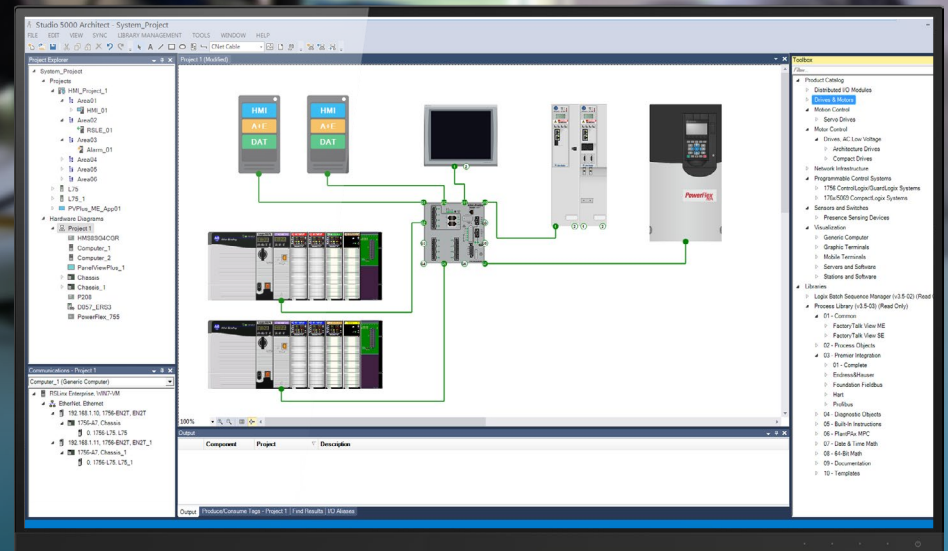 Studio 5000 Architect - System_Project
FILE EDIT VIEW SYNC LIBRARY MANAGEMENT TOOLS WINDOW HELP
CNet Cable
Project Explorer
System_Project
Projects
HMI_Project_1
Area01
HMI_01
Area02
RSLE_01
Area03
Alarm_01
Area04
Area05
Area06
L75
L75_1
PVPlus_ME_App01
Hardware Diagrams
Project1
Computer_1
Computer_2
PanelViewPlus_1
Chassis
Chassis_1
P208
D057_ERS3
PowerFlex_755
Communications - Project 1
Computer_1 (Generic Computer)
RSLinx Enterprise, WIN7-VM
EtherNet, Ethernet
192.168.1.10, 1756-EN2T, EN2T
1756-A7, Chassis
0, 1756-L75, L75
192.168.1.11, 1756-EN2T, EN2T_1
1756-A7, Chassis_1
0, 1756-L75, L75_1
Project 1 (Modified)
HMI
A+E
DAT
HMI
A+E
DAT
PowerFlex
100%
Output
Component Project Description
Output Produce/Consume Tags - Project 1 Find Results I/O Aliases
Toolbox
Product Catalog
Distributed I/O Modules
Drives & Motors
Motion Control
Servo Drives
Motor Control
Drives, AC Low Voltage
Architecture Drives
Compact Drives
Network Infrastructure
Programmable Control Systems
1756 ControlLogix/GuardLogix Systems
176x/5069 CompactLogix Systems
Sensors and Switches
Presence Sensing Devices
Visualization
Generic Computer
Graphic Terminals
Mobile Terminals
Servers and Software
Stations and Software
Libraries
Logix Batch Sequence Manager (v3.5-02) (Read
Process Library (v3.5-03) (Read Only)
01 - Common
FactoryTalk View ME
FactoryTalk View SE
02 - Process Objects
03 - Premier Integration
01 - Complete
Endress&Hauser
Foundation Fieldbus
Hart
Profibus
04 - Diagnostic Objects
05 - Built-In Instructions
06 - PlantPAx MPC
07 - Date & Time Math
08 - 64-Bit Math
09 - Documentation
10 - Templates